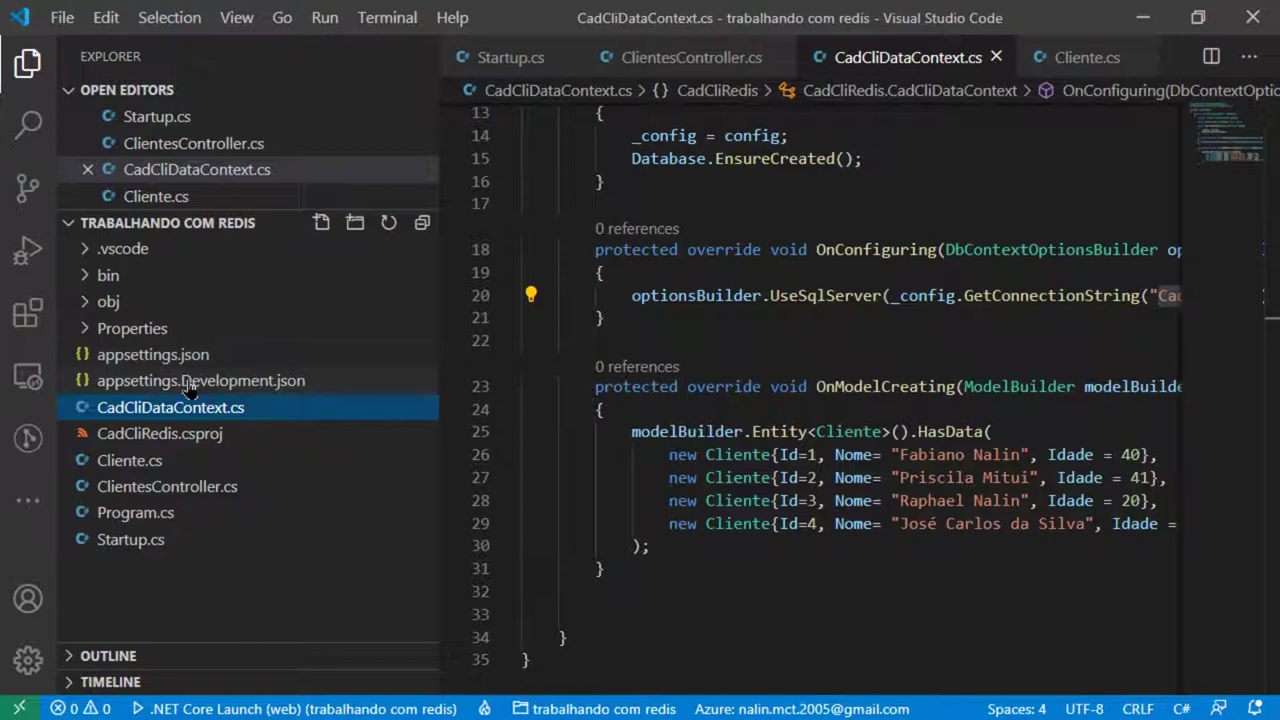 File Edit Selection View Go Run Terminal Help
CadCliDataContext.cs - trabalhando com redis - Visual Studio Code
EXPLORER
OPEN EDITORS
Startup.cs
ClientesController.cs
CadCliDataContext.cs
Cliente.cs
TRABALHANDO COM REDIS
.vscode
bin
obj
Properties
{} appsettings.json
{} appsettings.Development.json
CadCliDataContext.cs
CadCliRedis.csproj
Cliente.cs
ClientesController.cs
Program.cs
Startup.cs
OUTLINE
TIMELINE
Startup.cs ClientesController.cs CadCliDataContext.cs Cliente.cs
CadCliDataContext.cs > {} CadCliRedis > CadCliRedis.CadCliDataContext > OnConfiguring(DbContextOptio
13 {
14 _config = config;
15 Database.EnsureCreated();
16 }
17
0 references
18 protected override void OnConfiguring(DbContextOptionsBuilder op
19 {
20 optionsBuilder.UseSqlServer(_config.GetConnectionString("Cad
21 }
22
0 references
23 protected override void OnModelCreating(ModelBuilder modelBuilde
24 {
25 modelBuilder.Entity<Cliente>().HasData(
26 new Cliente{Id=1, Nome= "Fabiano Nalin", Idade = 40},
27 new Cliente{Id=2, Nome= "Priscila Mitui", Idade = 41},
28 new Cliente{Id=3, Nome= "Raphael Nalin", Idade = 20},
29 new Cliente{Id=4, Nome= "José Carlos da Silva", Idade =
30 );
31 }
32
33
34 }
35 }
0 0 .NET Core Launch (web) (trabalhando com redis) trabalhando com redis Azure: nalin.mct.2005@gmail.com Spaces: 4 UTF-8 CRLF C#